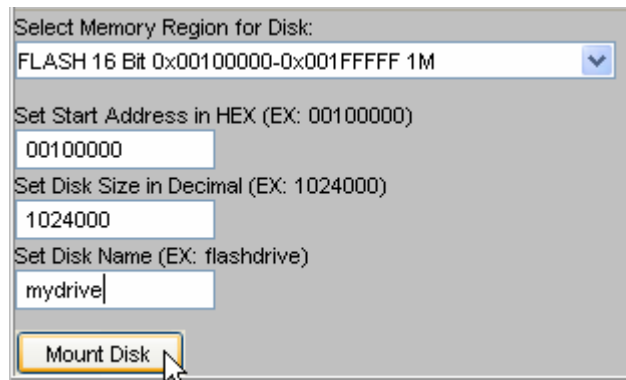 Select Memory Region for Disk:
FLASH 16 Bit 0x00100000-0x001FFFFF 1M
Set Start Address in HEX (EX: 00100000)
00100000
Set Disk Size in Decimal (EX: 1024000)
1024000
Set Disk Name (EX: flashdrive)
mydrive
Mount Disk